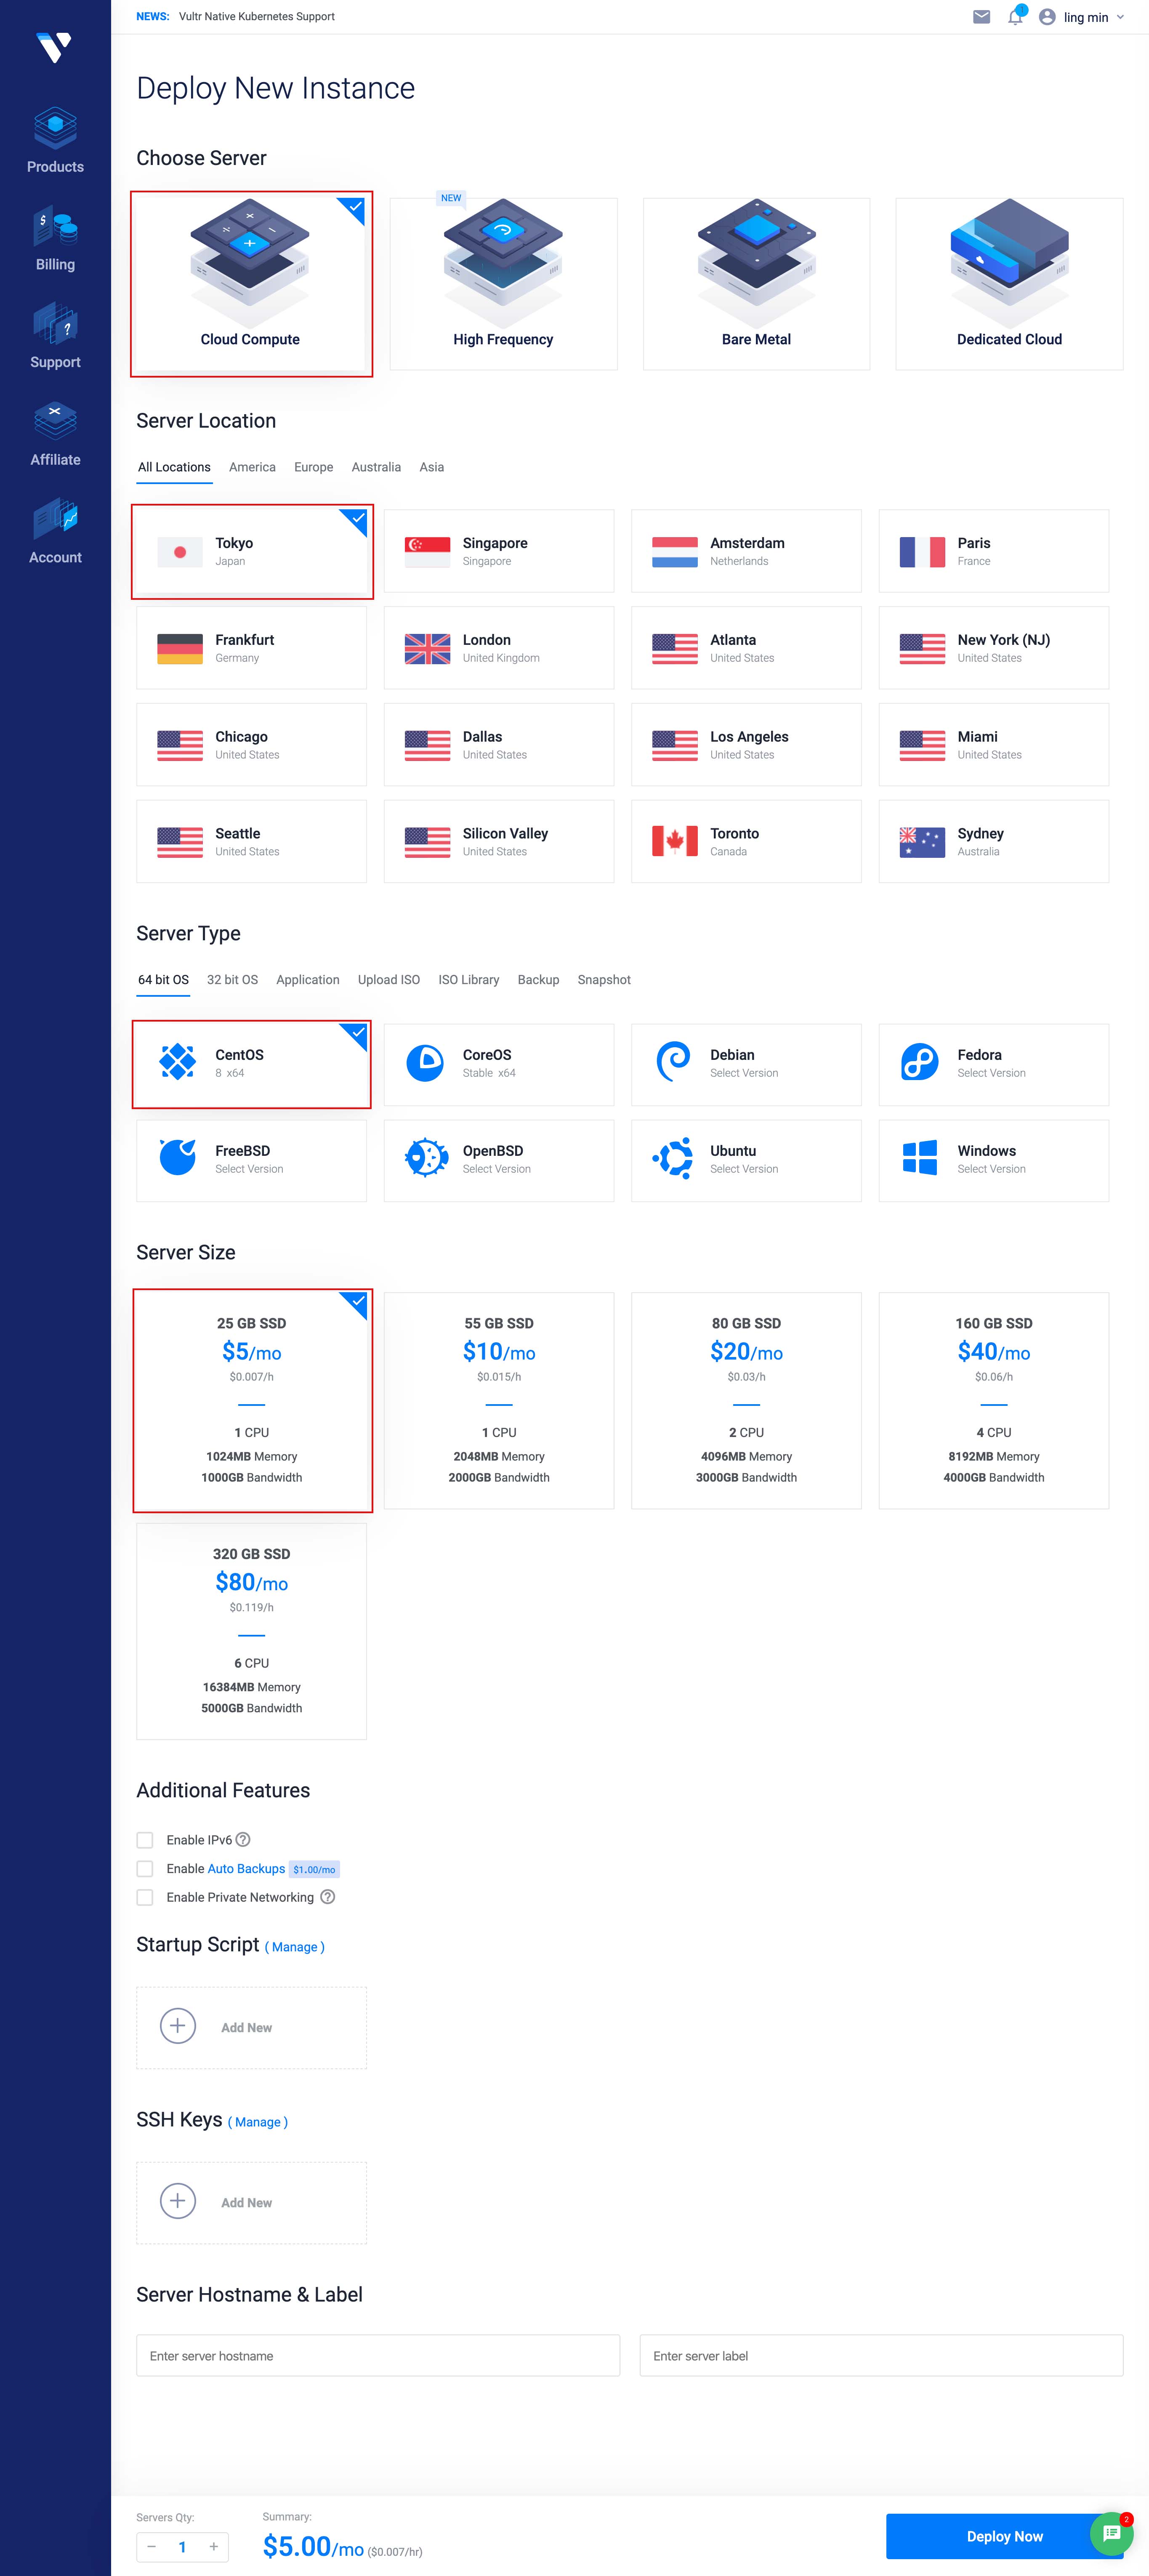 NEWS: Vultr Native Kubernetes Support
ling min
Products
Billing
Support
Affiliate
Account
Deploy New Instance
Choose Server
NEW
Cloud Compute
High Frequency
Bare Metal
Dedicated Cloud
Server Location
All Locations America Europe Australia Asia
Tokyo
Japan
Singapore
Singapore
Amsterdam
Netherlands
Paris
France
Frankfurt
Germany
London
United Kingdom
Atlanta
United States
New York (NJ)
United States
Chicago
United States
Dallas
United States
Los Angeles
United States
Miami
United States
Seattle
United States
Silicon Valley
United States
Toronto
Canada
Sydney
Australia
Server Type
64 bit OS 32 bit OS Application Upload ISO ISO Library Backup Snapshot
CentOS
8 x64
CoreOS
Stable x64
Debian
Select Version
Fedora
Select Version
FreeBSD
Select Version
OpenBSD
Select Version
Ubuntu
Select Version
Windows
Select Version
Server Size
25 GB SSD
$5/mo
$0.007/h
1 CPU
1024MB Memory
1000GB Bandwidth
55 GB SSD
$10/mo
$0.015/h
1 CPU
2048MB Memory
2000GB Bandwidth
80 GB SSD
$20/mo
$0.03/h
2 CPU
4096MB Memory
3000GB Bandwidth
160 GB SSD
$40/mo
$0.06/h
4 CPU
8192MB Memory
4000GB Bandwidth
320 GB SSD
$80/mo
$0.119/h
6 CPU
16384MB Memory
5000GB Bandwidth
Additional Features
Enable IPv6 ?
Enable Auto Backups $1.00/mo
Enable Private Networking ?
Startup Script ( Manage )
Add New
SSH Keys ( Manage )
Add New
Server Hostname & Label
Enter server hostname
Enter server label
Servers Qty:
− 1 +
Summary:
$5.00/mo ($0.007/hr)
Deploy Now
2